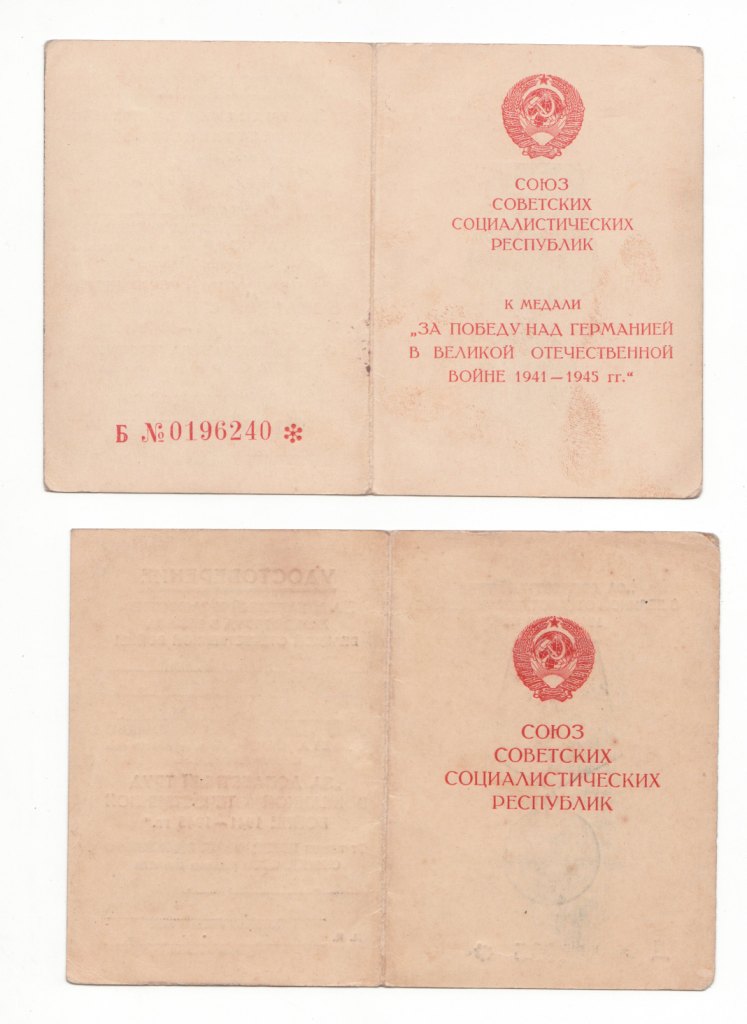 СОЮЗ
СОВЕТСКИХ
СОЦИАЛИСТИЧЕСКИХ
РЕСПУБЛИК
К МЕДАЛИ
„ЗА ПОБЕДУ НАД ГЕРМАНИЕЙ
В ВЕЛИКОЙ ОТЕЧЕСТВЕННОЙ
ВОЙНЕ 1941—1945 гг.“
Б №0196240 ✻
СОЮЗ
СОВЕТСКИХ
СОЦИАЛИСТИЧЕСКИХ
РЕСПУБЛИК